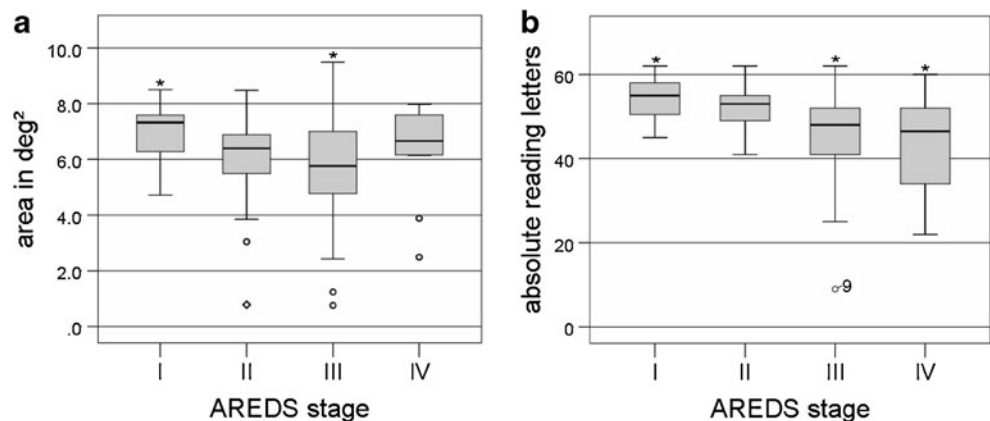 a
area in deg²
10.0
8.0
6.0
4.0
2.0
.0
*
*
I II III IV
AREDS stage
b
absolute reading letters
60
40
20
0
*
*
*
9
I II III IV
AREDS stage